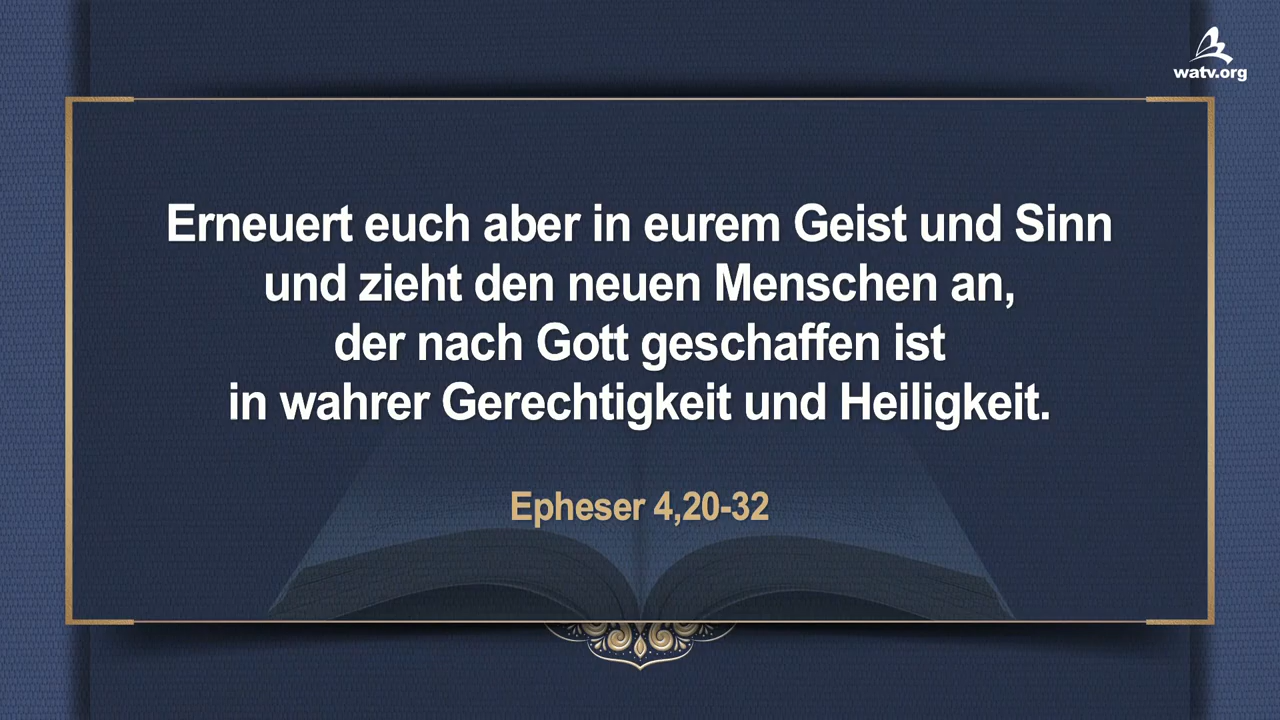 watv.org
Erneuert euch aber in eurem Geist und Sinn
und zieht den neuen Menschen an,
der nach Gott geschaffen ist
in wahrer Gerechtigkeit und Heiligkeit.
Epheser 4,20-32